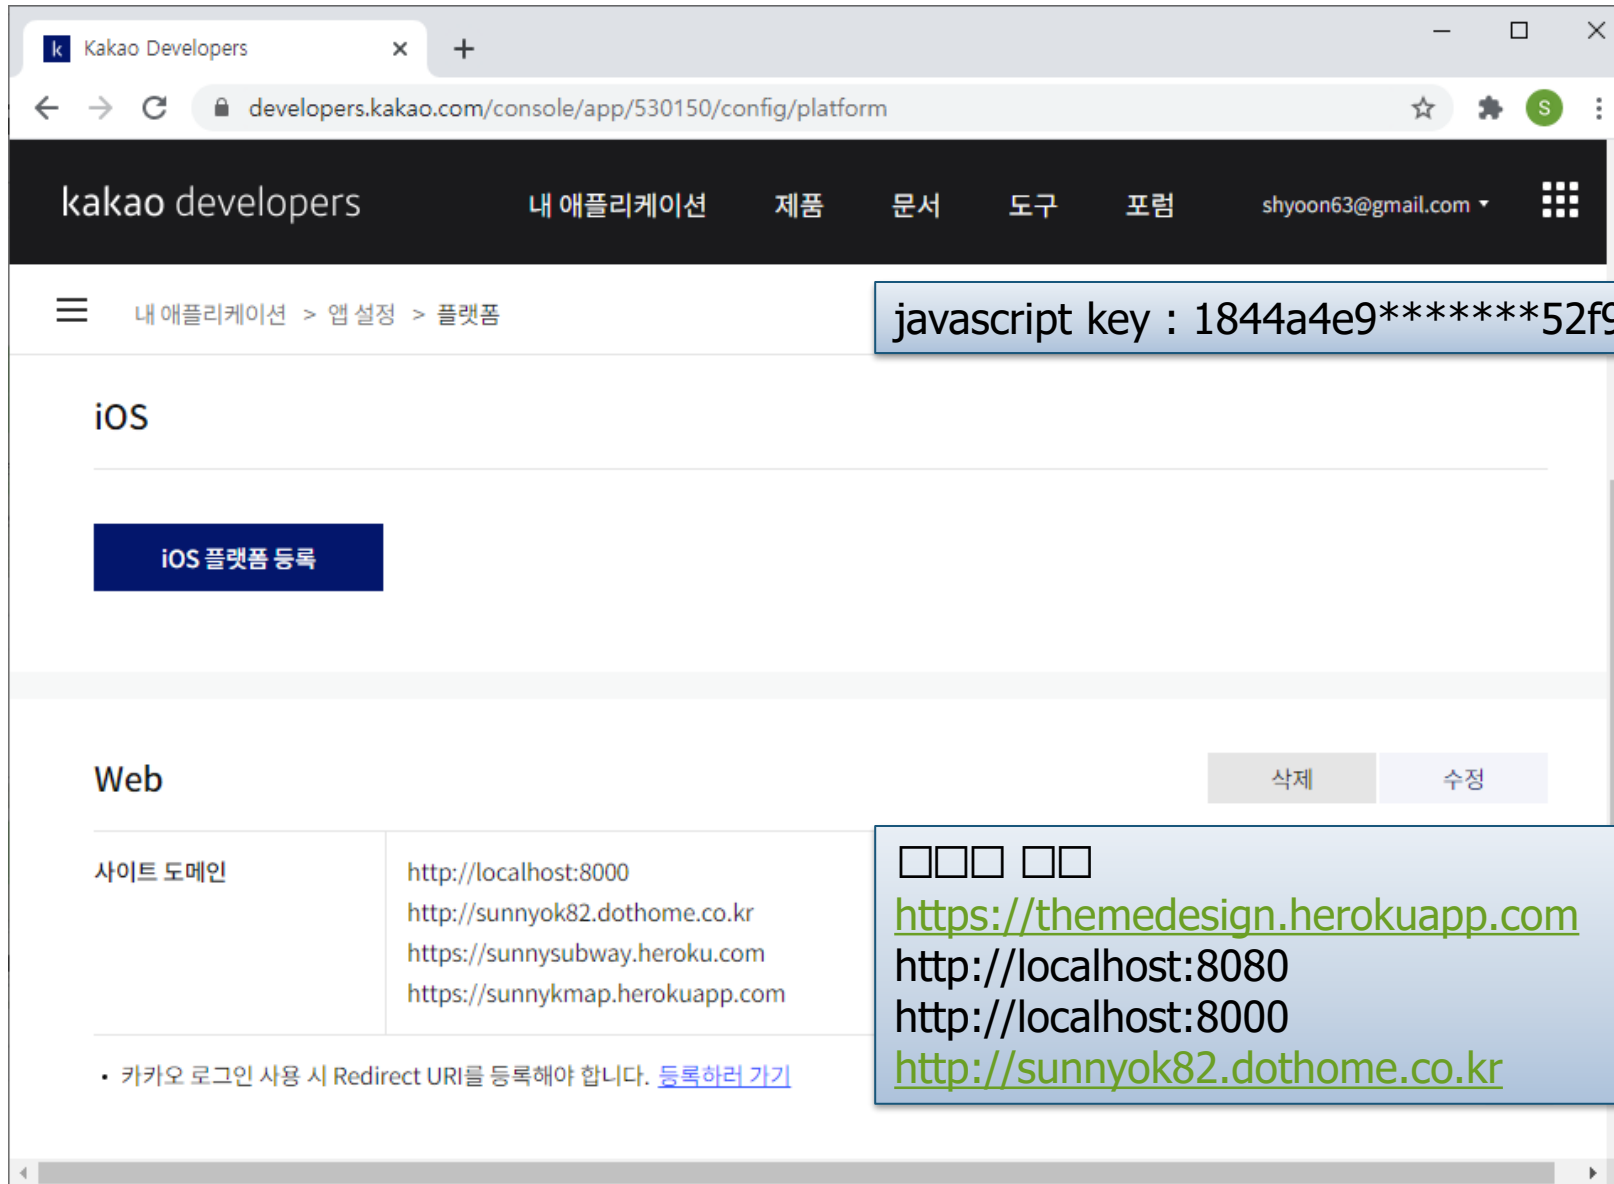 k Kakao Developers
developers.kakao.com/console/app/530150/config/platform
S
kakao developers 내 애플리케이션 제품 문서 도구 포럼 shyoon63@gmail.com
내 애플리케이션 > 앱 설정 > 플랫폼
javascript key : 1844a4e9*******52f9
iOS
iOS 플랫폼 등록
Web
삭제 수정
사이트 도메인
http://localhost:8000
http://sunnyok82.dothome.co.kr
https://sunnysubway.heroku.com
https://sunnykmap.herokuapp.com
□□□ □□
https://themedesign.herokuapp.com
http://localhost:8080
http://localhost:8000
http://sunnyok82.dothome.co.kr
• 카카오 로그인 사용 시 Redirect URI를 등록해야 합니다. 등록하러 가기